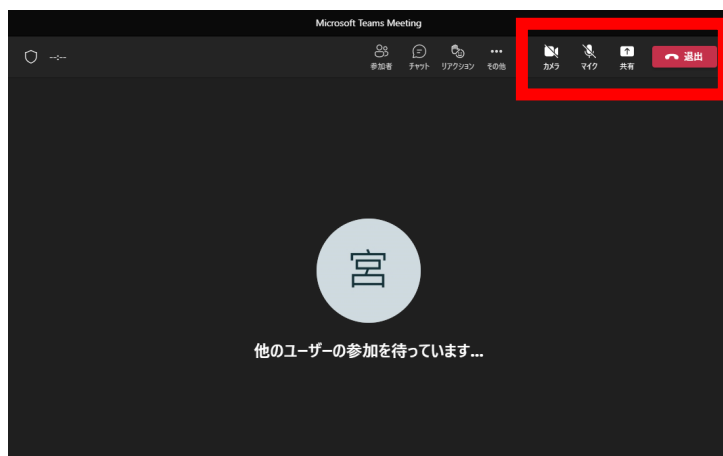 Microsoft Teams Meeting
--:--
参加者 チャット リアクション その他 カメラ マイク 共有 退出
宮
他のユーザーの参加を待っています...